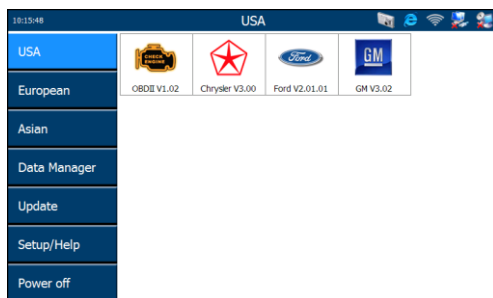 10:15:48
USA
USA
CHECK
ENGINE
Ford
GM
OBDII V1.02
Chrysler V3.00
Ford V2.01.01
GM V3.02
European
Asian
Data Manager
Update
Setup/Help
Power off